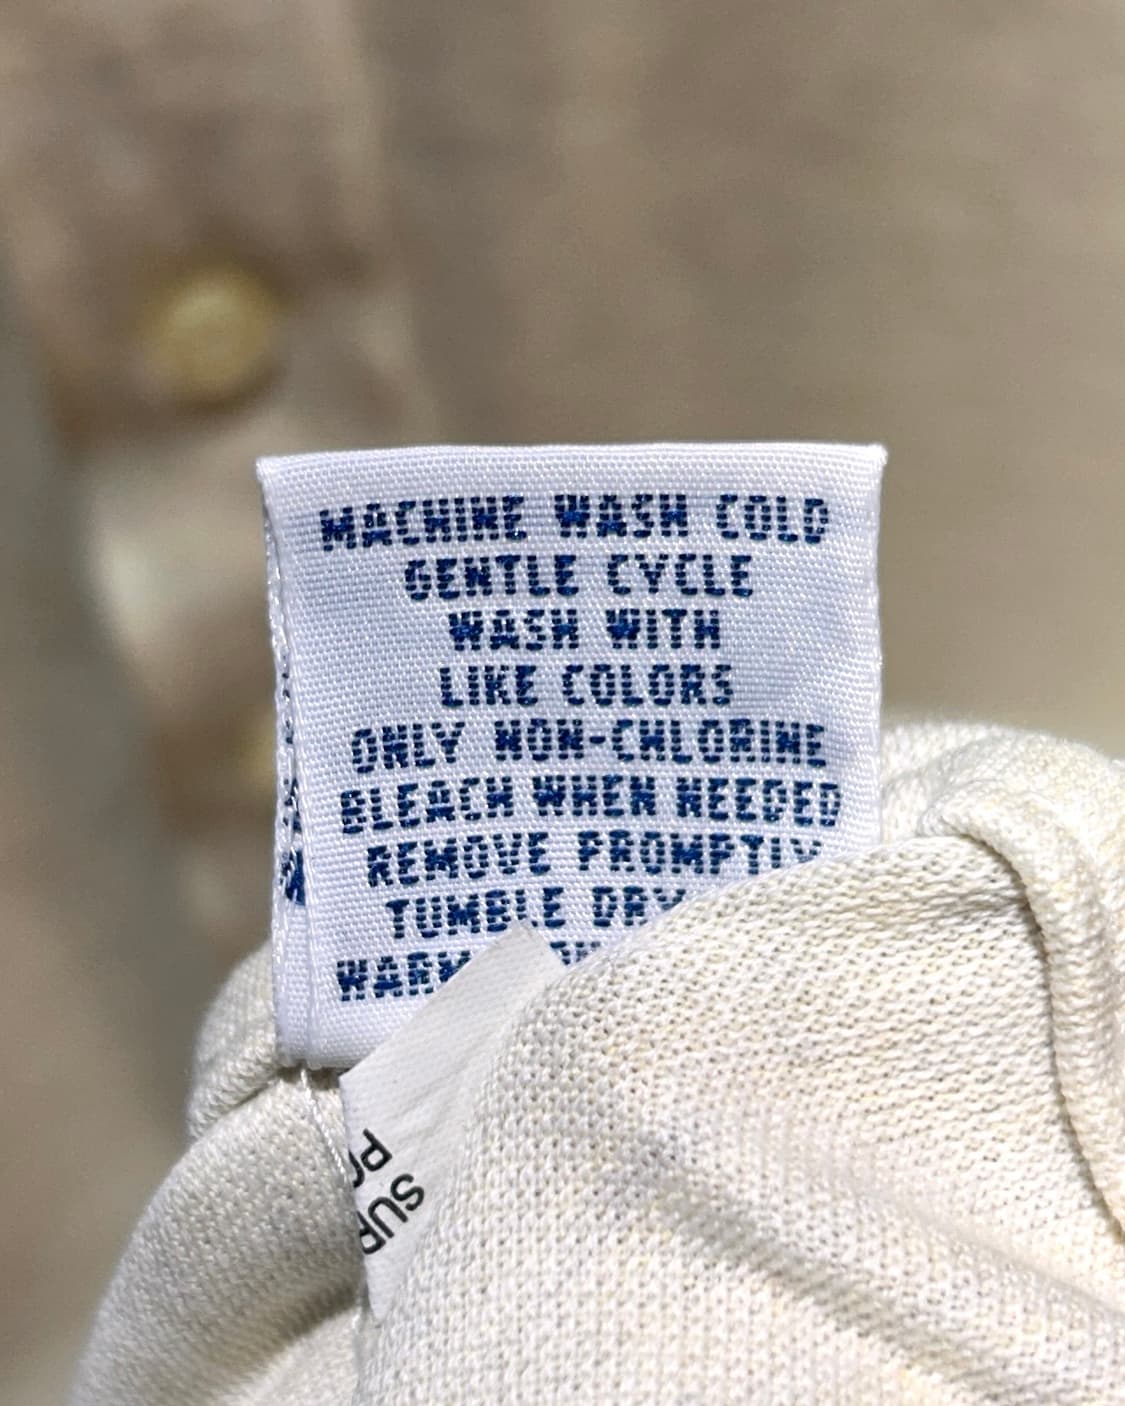 MACHINE WASH COLD
GENTLE CYCLE
WASH WITH
LIKE COLORS
ONLY NON-CHLORINE
BLEACH WHEN NEEDED
REMOVE PROMPTLY
TUMBLE DRY
WARM